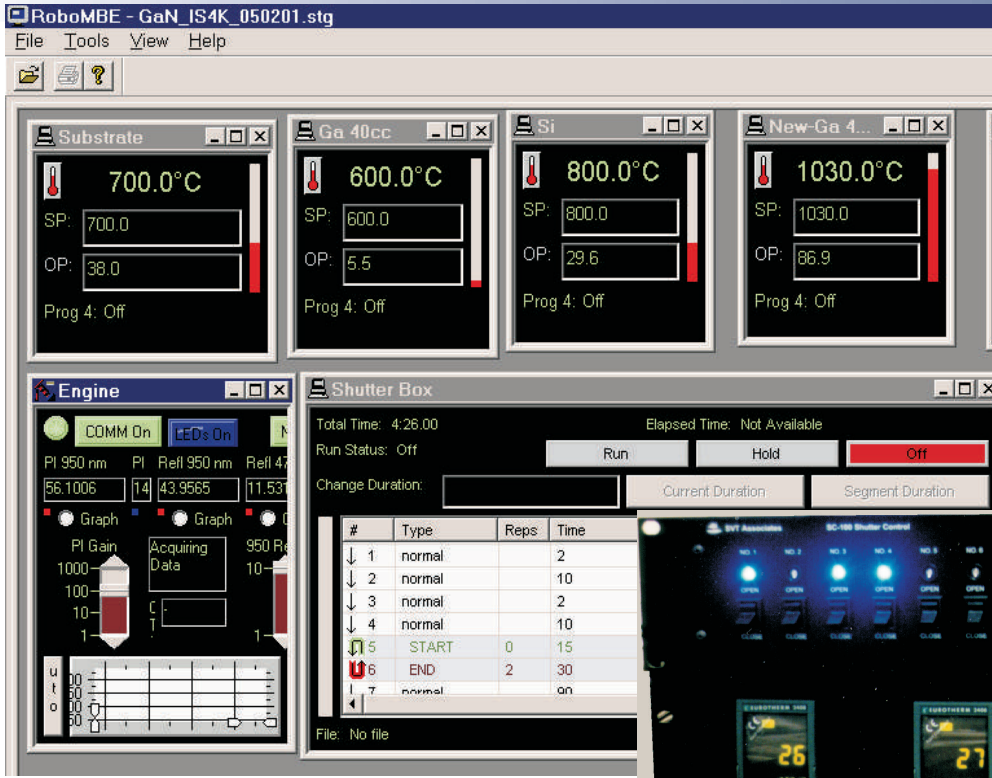 RoboMBE - GaN_IS4K_050201.stg
File Tools View Help
Substrate
700.0°C
SP: 700.0
OP: 38.0
Prog 4: Off
Ga 40cc
600.0°C
SP: 600.0
OP: 5.5
Prog 4: Off
Si
800.0°C
SP: 800.0
OP: 29.6
Prog 4: Off
New-Ga 4...
1030.0°C
SP: 1030.0
OP: 86.9
Prog 4: Off
Engine
COMM On LEDs On
PI 950 nm PI Refl 950 nm Refl 47
56.1006 14 43.9565 11.531
Graph Graph
PI Gain Acquiring Data 950 Re
1000
100
10
1
10
1
C -
T
u
t
o
Shutter Box
Total Time: 4:26.00 Elapsed Time: Not Available
Run Status: Off Run Hold Off
Change Duration: Current Duration Segment Duration
# Type Reps Time
1 normal 2
2 normal 10
3 normal 2
4 normal 10
5 START 0 15
6 END 2 30
7 normal 90
File: No file
SVT Associates SC-100 Shutter Control
NO. 1 NO. 2 NO. 3 NO. 4 NO. 5 NO. 6
OPEN OPEN OPEN OPEN OPEN OPEN
CLOSE CLOSE CLOSE CLOSE CLOSE CLOSE
EUROTHERM 2408 EUROTHERM 2408
26 27